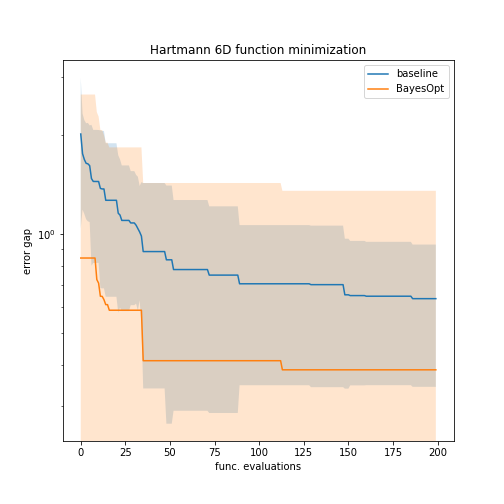 Hartmann 6D function minimization
baseline
BayesOpt
error gap
10⁰
0 25 50 75 100 125 150 175 200
func. evaluations